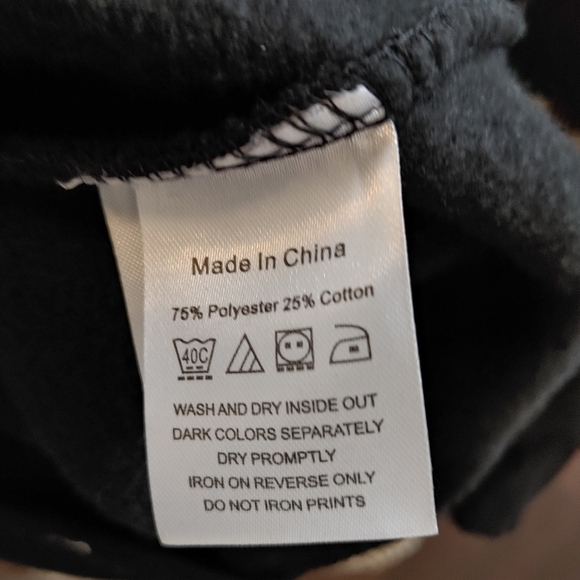 Made In China
75% Polyester 25% Cotton
40C
WASH AND DRY INSIDE OUT
DARK COLORS SEPARATELY
DRY PROMPTLY
IRON ON REVERSE ONLY
DO NOT IRON PRINTS